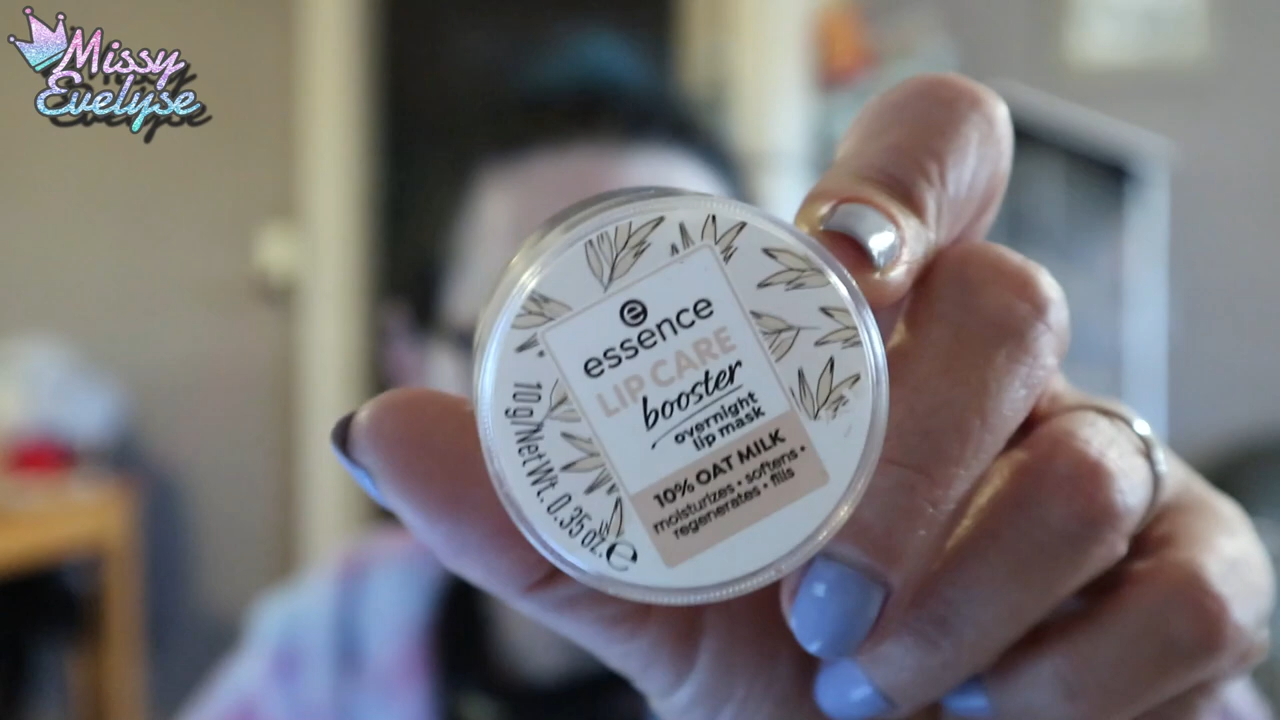 Missy
Evelyse
e
essence
LIP CARE
booster
overnight
lip mask
10% OAT MILK
moisturizes • softens •
regenerates • fills
10g/Net Wt. 0.35 oz. ℮